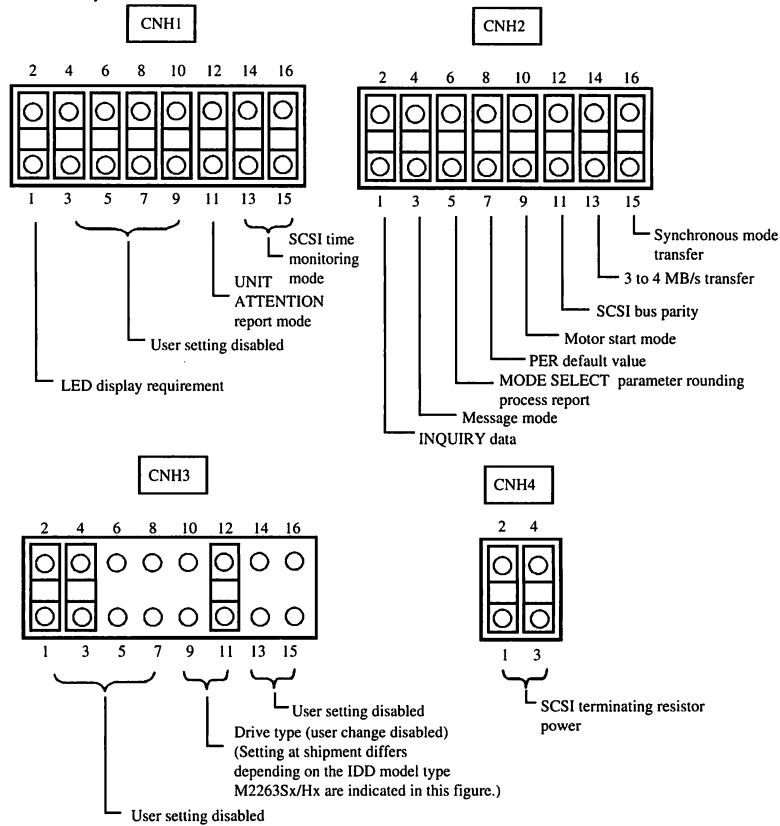 CNH1
2 4 6 8 10 12 14 16
1 3 5 7 9 11 13 15
SCSI time
monitoring
mode
UNIT
ATTENTION
report mode
User setting disabled
LED display requirement
CNH2
2 4 6 8 10 12 14 16
1 3 5 7 9 11 13 15
Synchronous mode
transfer
3 to 4 MB/s transfer
SCSI bus parity
Motor start mode
PER default value
MODE SELECT parameter rounding
process report
Message mode
INQUIRY data
CNH3
2 4 6 8 10 12 14 16
1 3 5 7 9 11 13 15
User setting disabled
Drive type (user change disabled)
(Setting at shipment differs
depending on the IDD model type
M2263Sx/Hx are indicated in this figure.)
User setting disabled
CNH4
2 4
1 3
SCSI terminating resistor
power